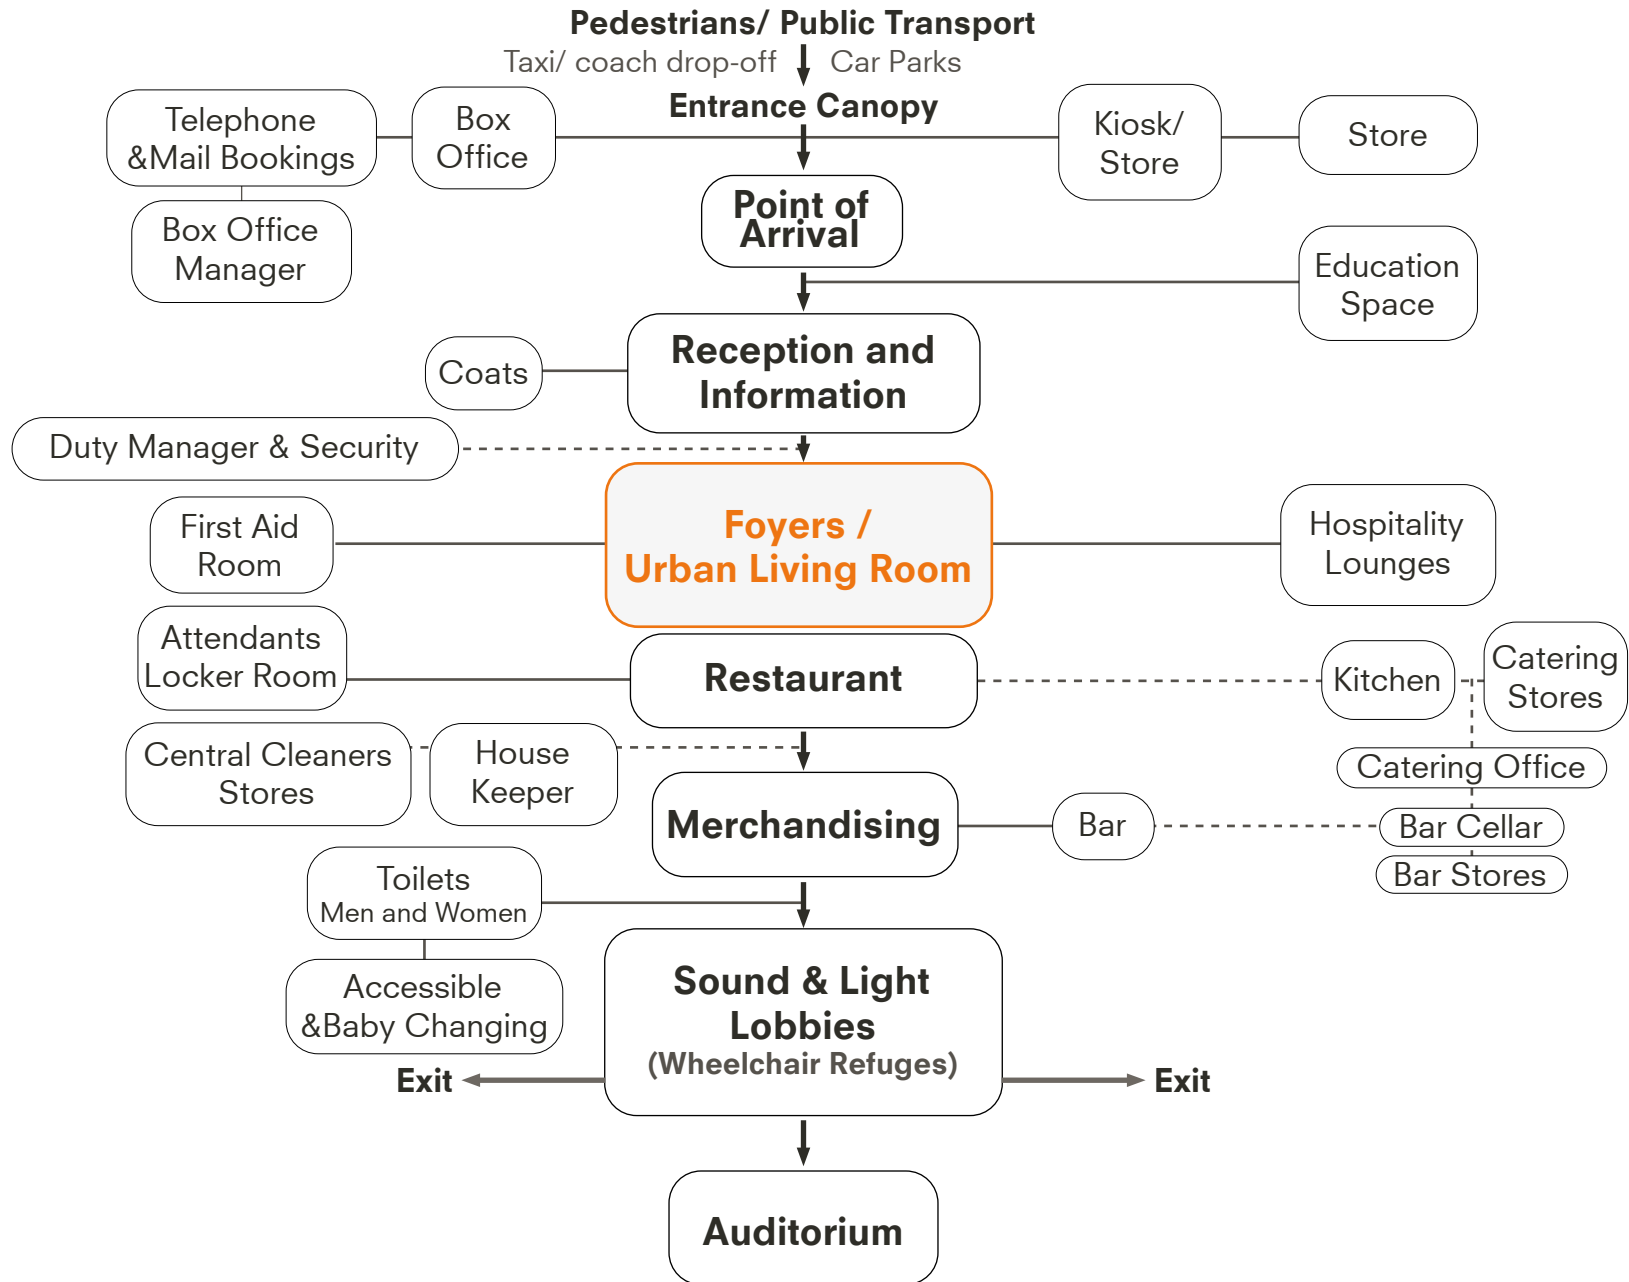 Pedestrians/ Public Transport
Taxi/ coach drop-off
Car Parks
Entrance Canopy
Telephone
&Mail Bookings
Box
Office
Kiosk/
Store
Store
Box Office
Manager
Point of
Arrival
Education
Space
Reception and
Information
Coats
Duty Manager & Security
Foyers /
Urban Living Room
First Aid
Room
Hospitality
Lounges
Attendants
Locker Room
Restaurant
Kitchen
Catering
Stores
Central Cleaners
Stores
House
Keeper
Catering Office
Merchandising
Bar
Bar Cellar
Bar Stores
Toilets
Men and Women
Accessible
&Baby Changing
Sound & Light
Lobbies
(Wheelchair Refuges)
Exit
Exit
Auditorium